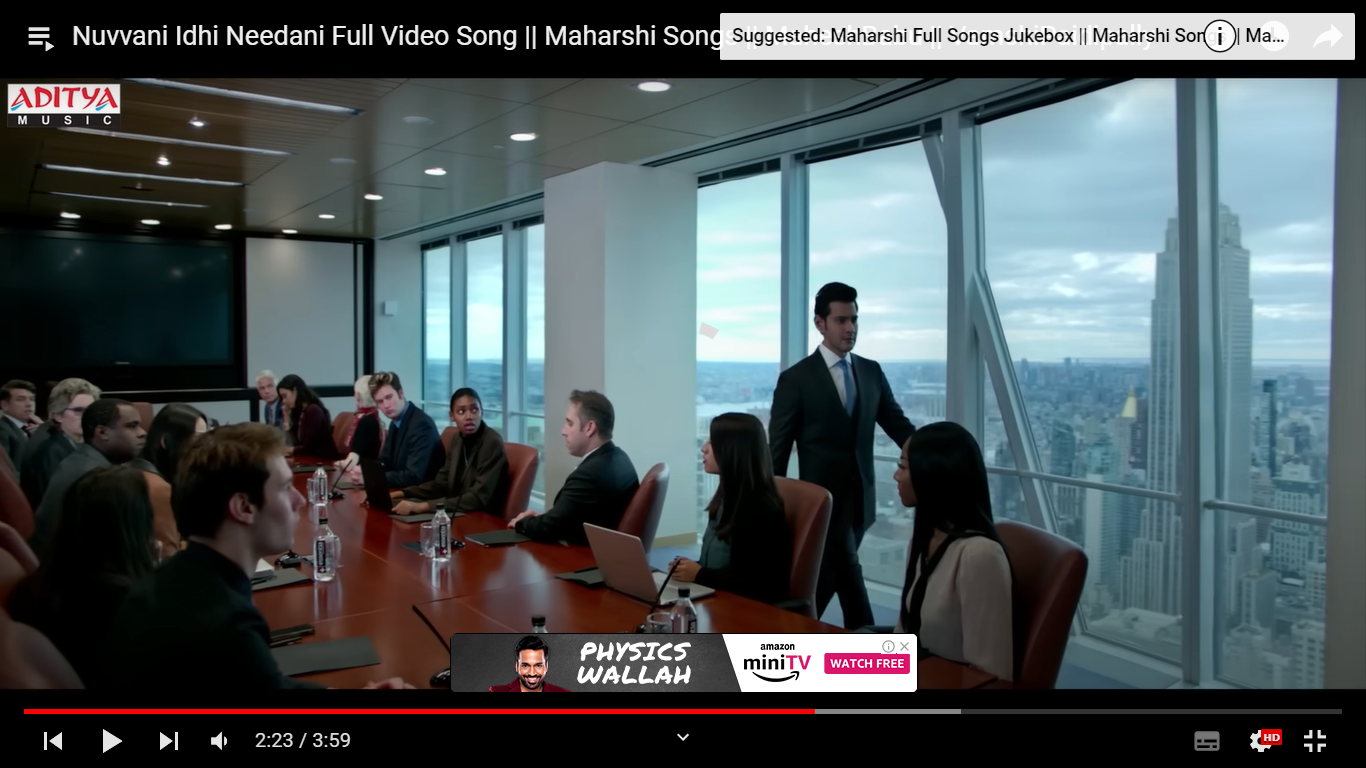 Nuvvani Idhi Needani Full Video Song || Maharshi Songs
Suggested: Maharshi Full Songs Jukebox || Maharshi Son
| Ma...
ADITYA
MUSIC
PHYSICS
WALLAH
amazon
miniTV
WATCH FREE
2:23 / 3:59
HD